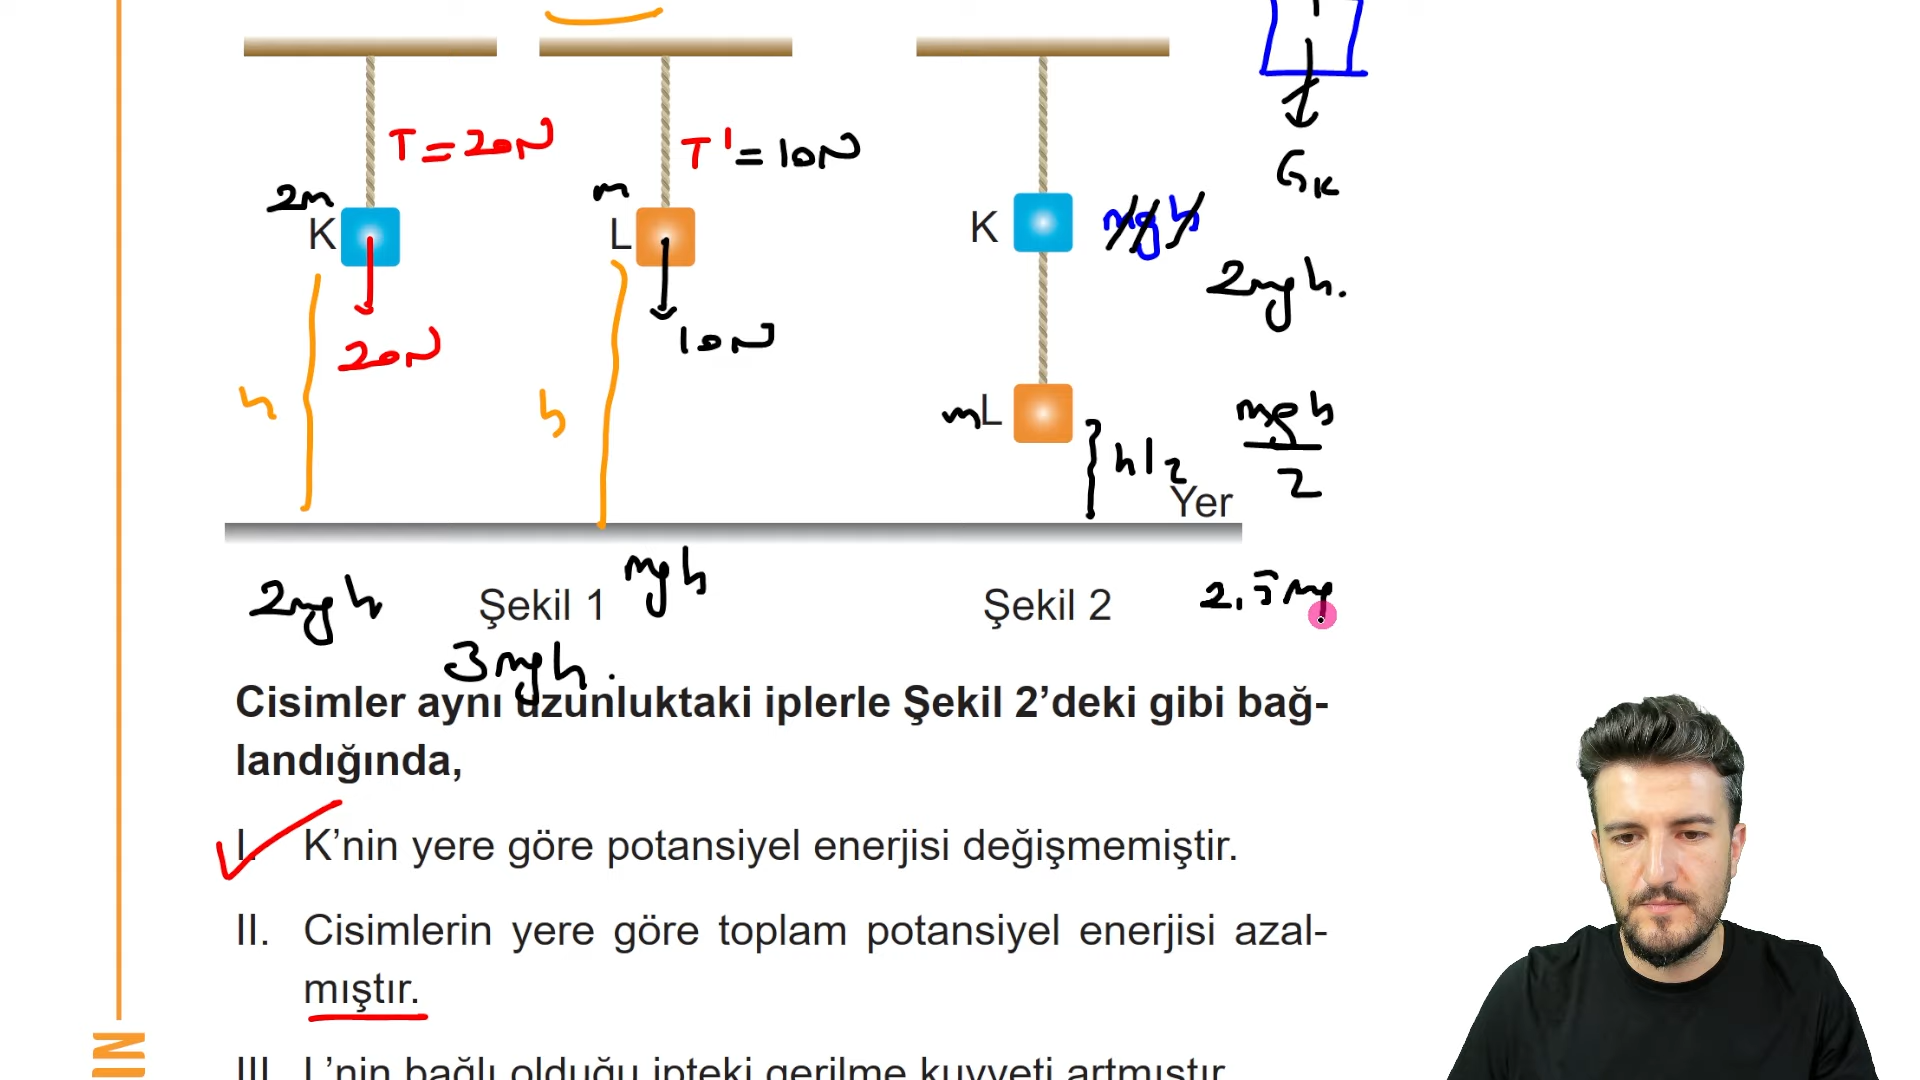 T=20N
T'=10N
GK
2m
m
K
L
K
mgh
2mgh.
20N
10N
h
h
mL
h/2
mgh
2
Yer
2mgh
Şekil 1
mgh
Şekil 2
2,5mg
3mgh.
Cisimler aynı uzunluktaki iplerle Şekil 2’deki gibi bağ-
landığında,
I. K’nin yere göre potansiyel enerjisi değişmemiştir.
II. Cisimlerin yere göre toplam potansiyel enerjisi azal-
mıştır.
III. L’nin bağlı olduğu ipteki gerilme kuvveti artmıştır.